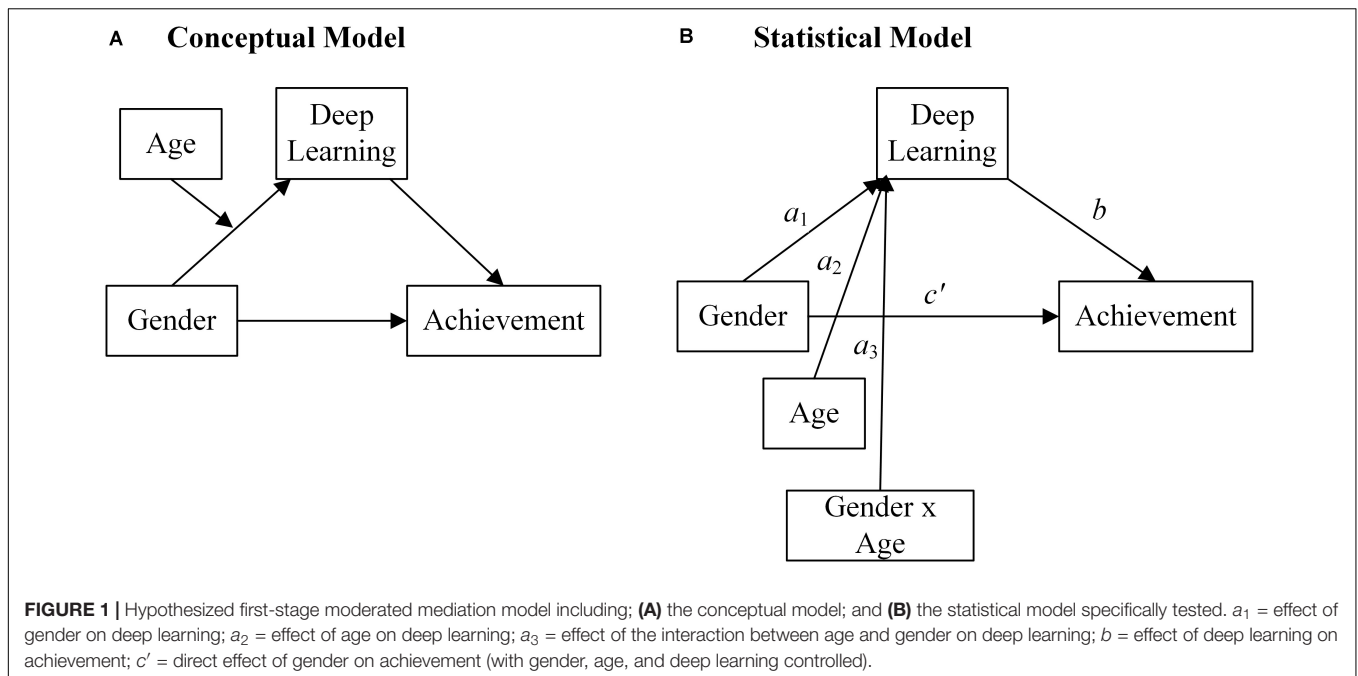 A Conceptual Model
Age
Deep
Learning
Gender
Achievement
B Statistical Model
Deep
Learning
a₁
a₂
a₃
b
c′
Gender
Achievement
Age
Gender x
Age
FIGURE 1 | Hypothesized first-stage moderated mediation model including; (A) the conceptual model; and (B) the statistical model specifically tested. a₁ = effect of
gender on deep learning; a₂ = effect of age on deep learning; a₃ = effect of the interaction between age and gender on deep learning; b = effect of deep learning on
achievement; c′ = direct effect of gender on achievement (with gender, age, and deep learning controlled).